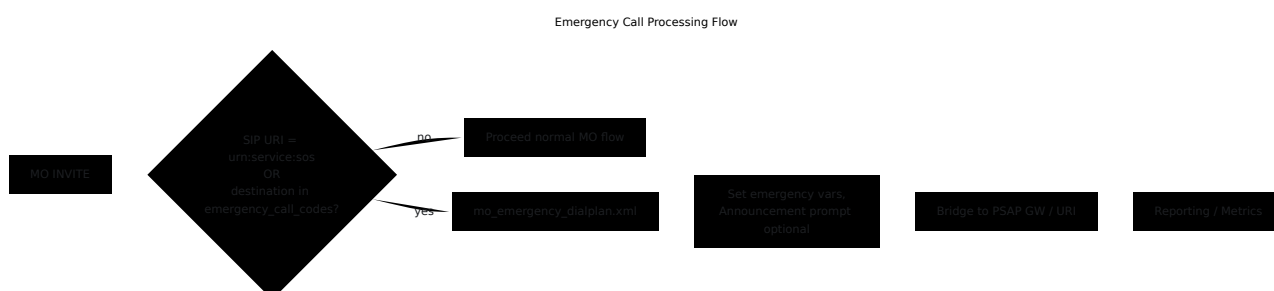 Emergency Call Processing Flow
MO INVITE
SIP URI =
urn:service:sos
OR
destination in
emergency_call_codes?
no
Proceed normal MO flow
yes
mo_emergency_dialplan.xml
Set emergency vars,
Announcement prompt
optional
Bridge to PSAP GW / URI
Reporting / Metrics